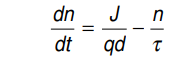 dn/dt = J/qd − n/τ